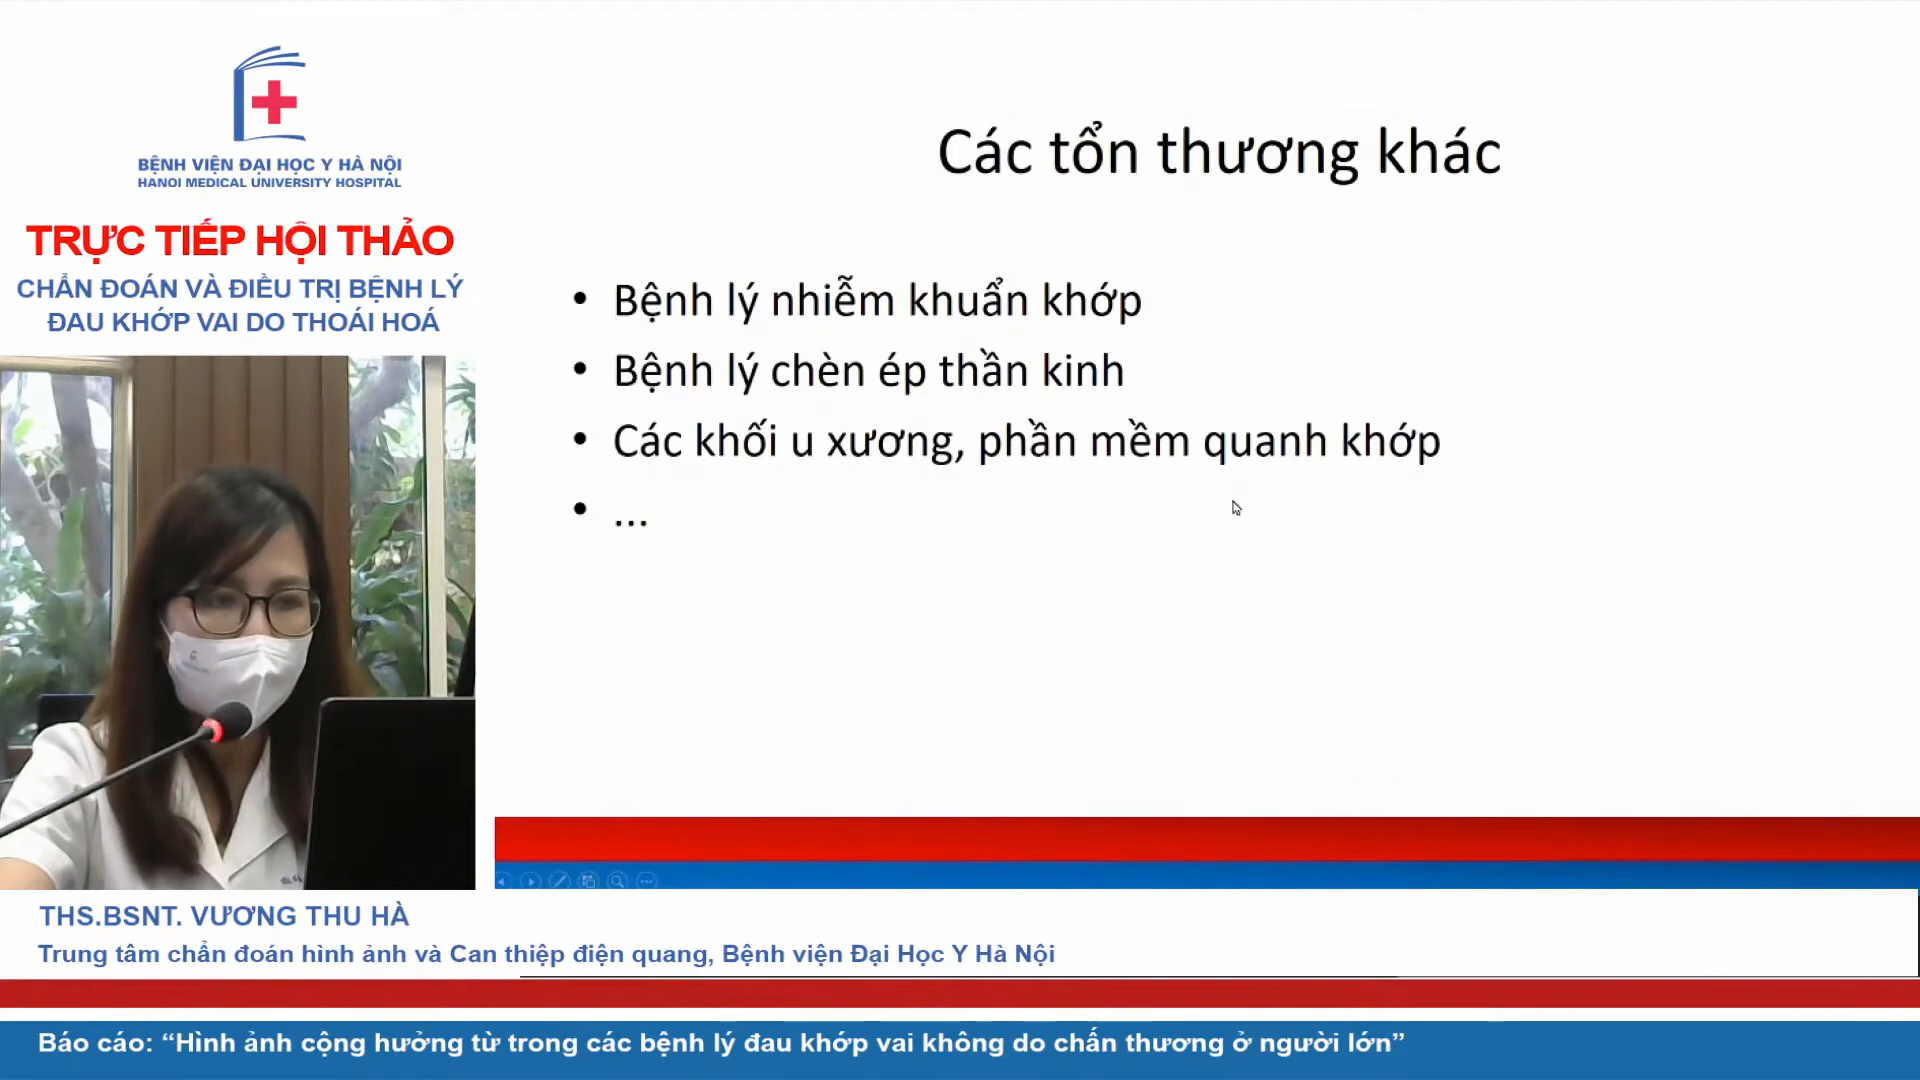 BỆNH VIỆN ĐẠI HỌC Y HÀ NỘI
HANOI MEDICAL UNIVERSITY HOSPITAL
TRỰC TIẾP HỘI THẢO
CHẨN ĐOÁN VÀ ĐIỀU TRỊ BỆNH LÝ
ĐAU KHỚP VAI DO THOÁI HOÁ
Các tổn thương khác
• Bệnh lý nhiễm khuẩn khớp
• Bệnh lý chèn ép thần kinh
• Các khối u xương, phần mềm quanh khớp
• ...
THS.BSNT. VƯƠNG THU HÀ
Trung tâm chẩn đoán hình ảnh và Can thiệp điện quang, Bệnh viện Đại Học Y Hà Nội
Báo cáo: “Hình ảnh cộng hưởng từ trong các bệnh lý đau khớp vai không do chấn thương ở người lớn”